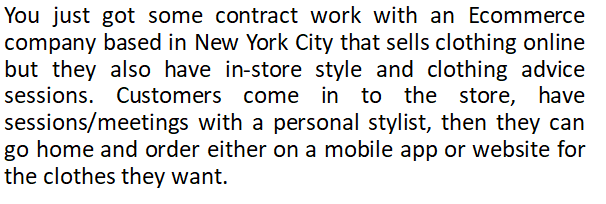 You just got some contract work with an Ecommerce
company based in New York City that sells clothing online
but they also have in-store style and clothing advice
sessions. Customers come in to the store, have
sessions/meetings with a personal stylist, then they can
go home and order either on a mobile app or website for
the clothes they want.